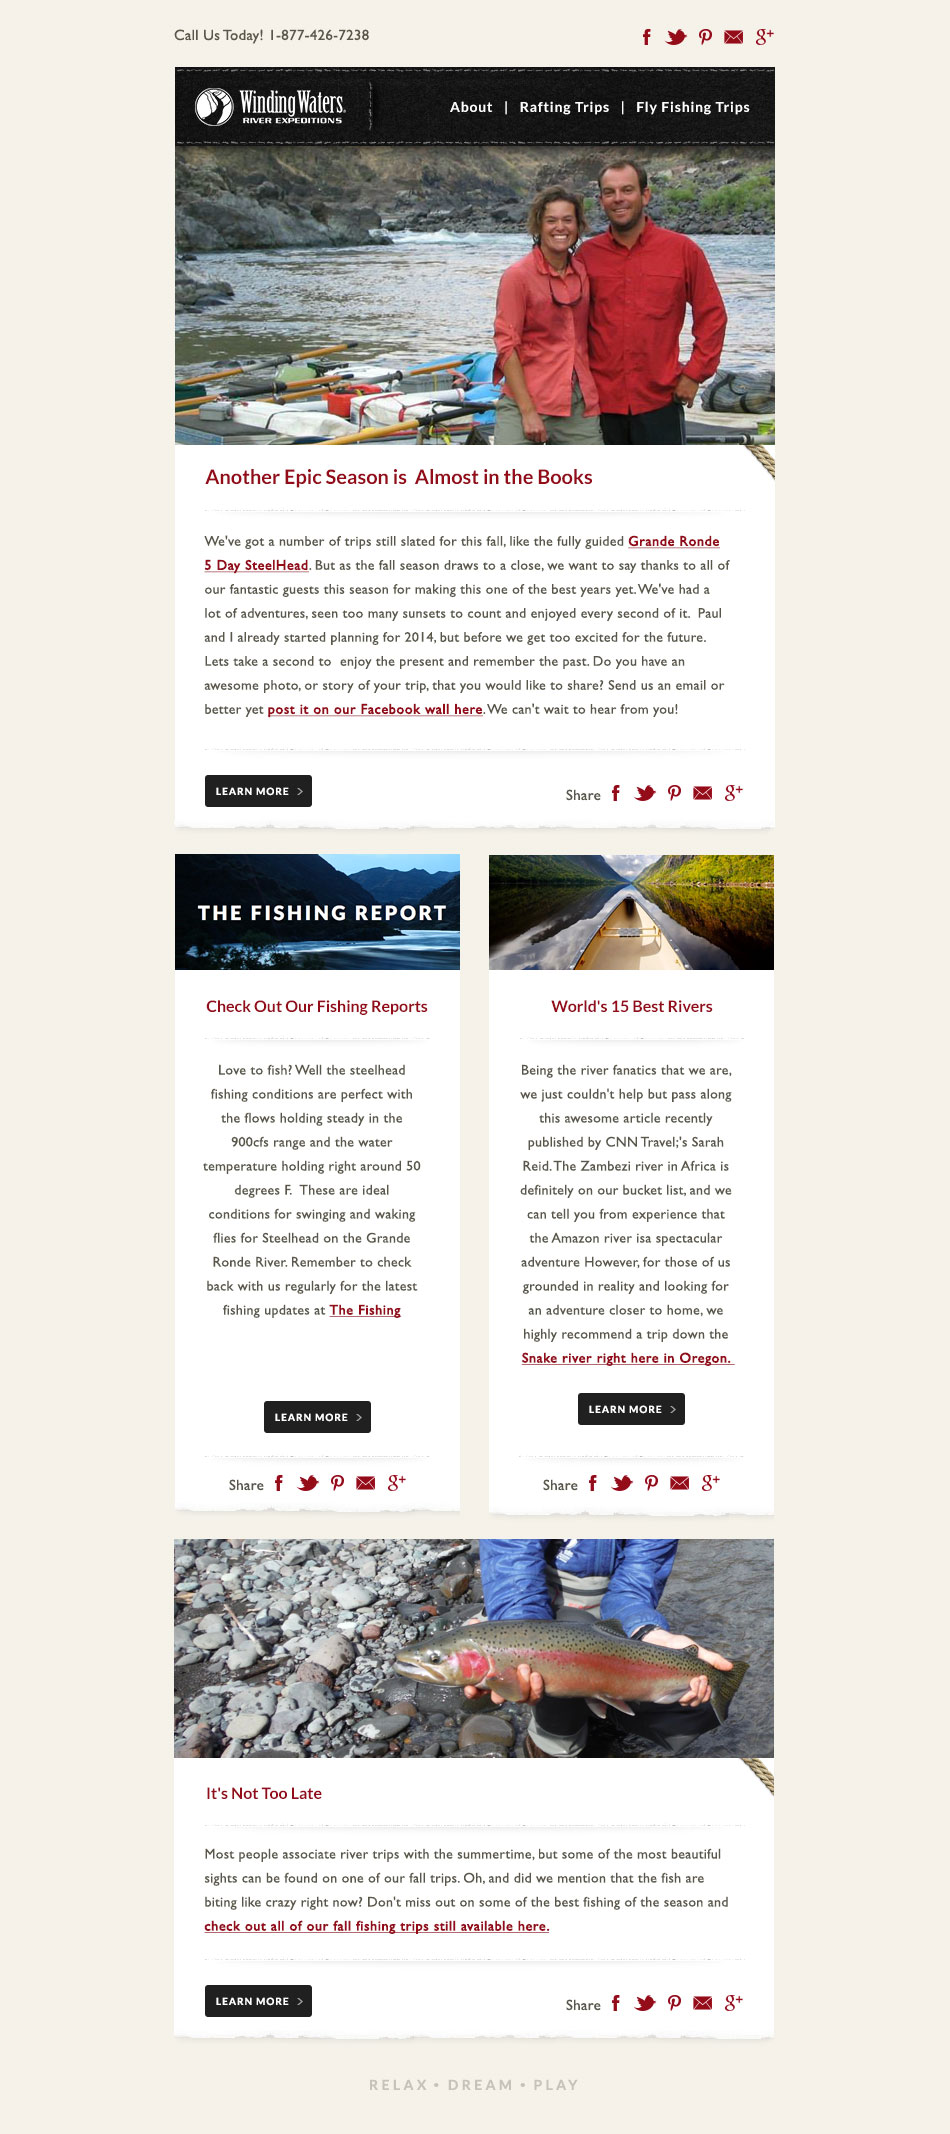 Call Us Today! 1-877-426-7238
Winding Waters
RIVER EXPEDITIONS
About | Rafting Trips | Fly Fishing Trips
Another Epic Season is Almost in the Books
We've got a number of trips still slated for this fall, like the fully guided Grande Ronde
5 Day SteelHead. But as the fall season draws to a close, we want to say thanks to all of
our fantastic guests this season for making this one of the best years yet. We've had a
lot of adventures, seen too many sunsets to count and enjoyed every second of it. Paul
and I already started planning for 2014, but before we get too excited for the future.
Lets take a second to enjoy the present and remember the past. Do you have an
awesome photo, or story of your trip, that you would like to share? Send us an email or
better yet post it on our Facebook wall here. We can't wait to hear from you!
LEARN MORE >
Share
THE FISHING REPORT
Check Out Our Fishing Reports
Love to fish? Well the steelhead
fishing conditions are perfect with
the flows holding steady in the
900cfs range and the water
temperature holding right around 50
degrees F. These are ideal
conditions for swinging and waking
flies for Steelhead on the Grande
Ronde River. Remember to check
back with us regularly for the latest
fishing updates at The Fishing
LEARN MORE >
Share
World's 15 Best Rivers
Being the river fanatics that we are,
we just couldn't help but pass along
this awesome article recently
published by CNN Travel;'s Sarah
Reid. The Zambezi river in Africa is
definitely on our bucket list, and we
can tell you from experience that
the Amazon river isa spectacular
adventure However, for those of us
grounded in reality and looking for
an adventure closer to home, we
highly recommend a trip down the
Snake river right here in Oregon.
LEARN MORE >
Share
It's Not Too Late
Most people associate river trips with the summertime, but some of the most beautiful
sights can be found on one of our fall trips. Oh, and did we mention that the fish are
biting like crazy right now? Don't miss out on some of the best fishing of the season and
check out all of our fall fishing trips still available here.
LEARN MORE >
Share
RELAX • DREAM • PLAY